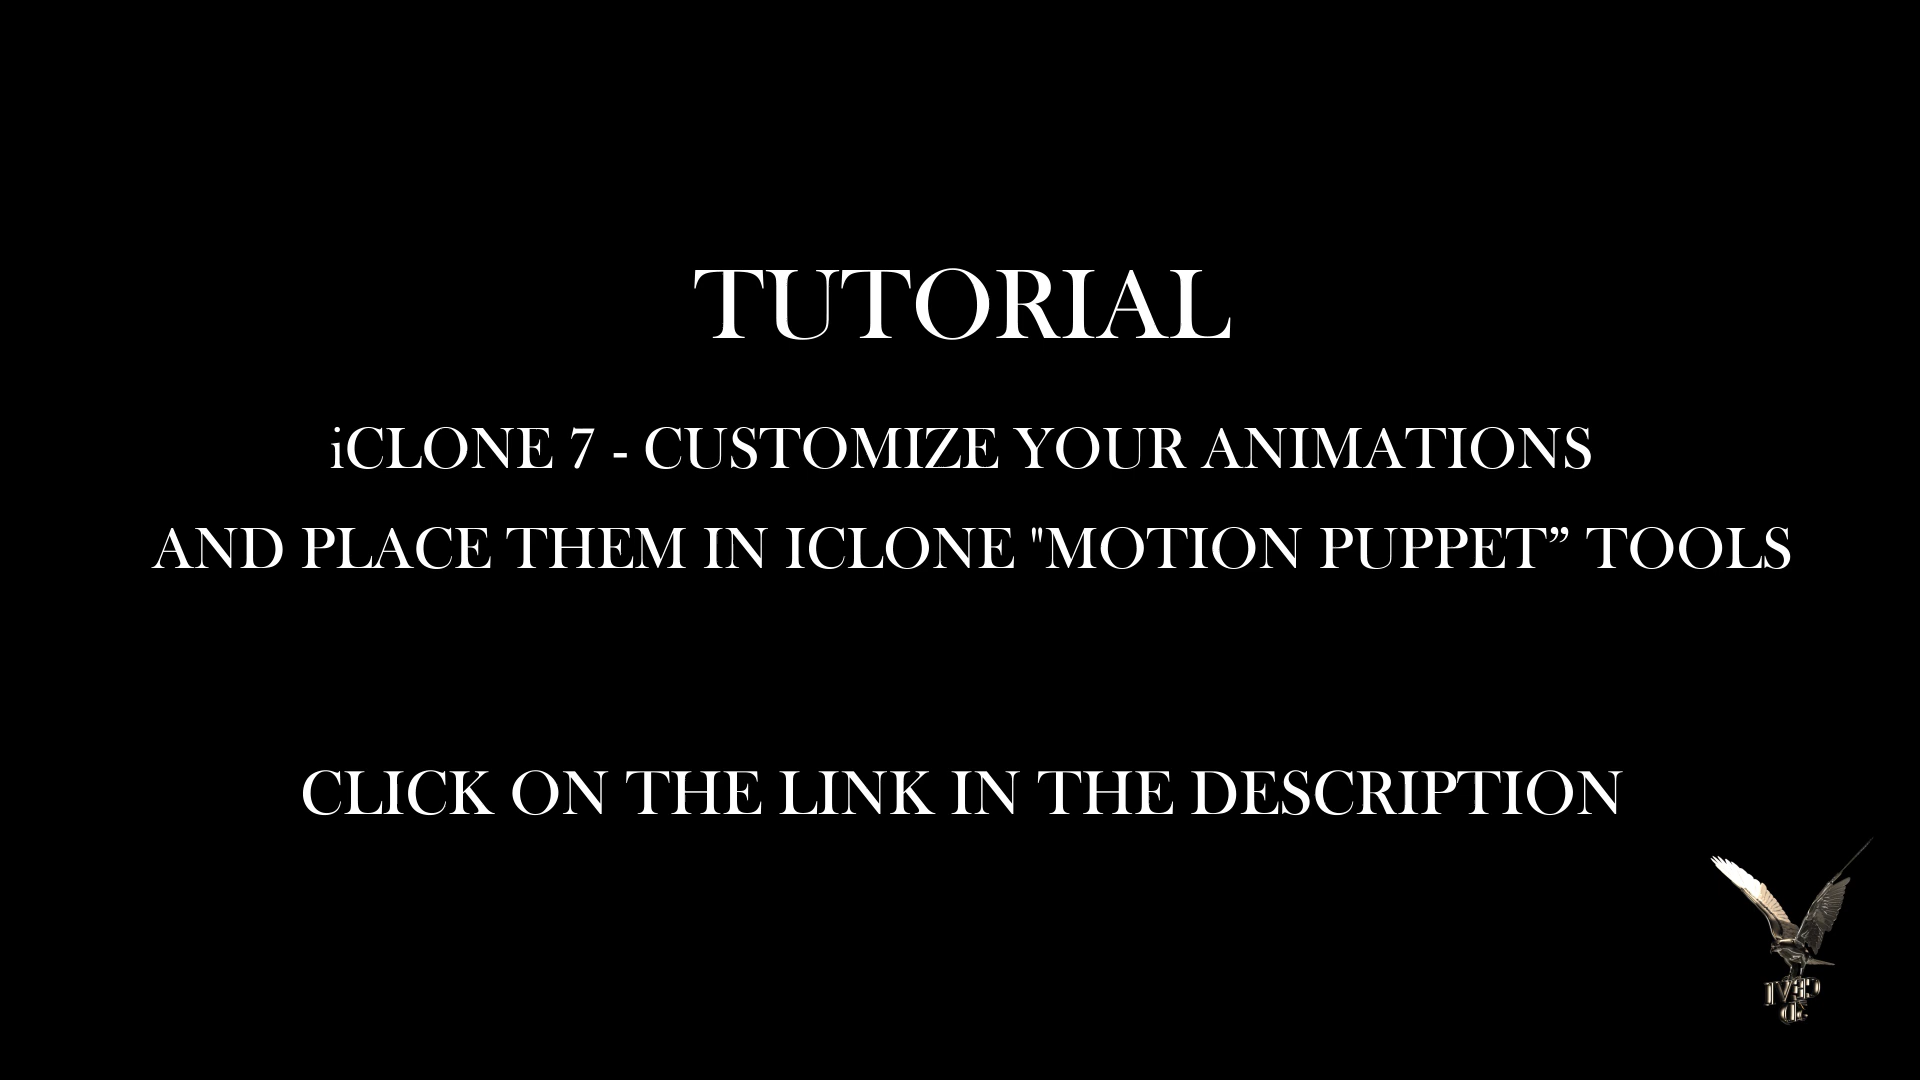 TUTORIAL
iCLONE 7 - CUSTOMIZE YOUR ANIMATIONS
AND PLACE THEM IN ICLONE "MOTION PUPPET” TOOLS
CLICK ON THE LINK IN THE DESCRIPTION